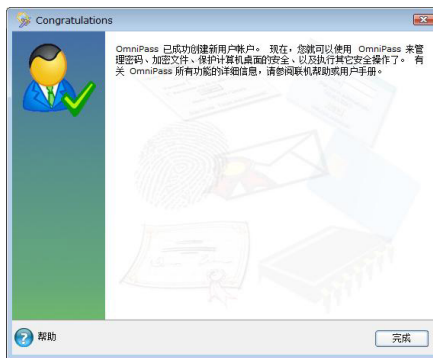 Congratulations
OmniPass 已成功创建新用户帐户。 现在，您就可以使用 OmniPass 来管
理密码、加密文件、保护计算机桌面的安全、以及执行其它安全操作了。 有
关 OmniPass 所有功能的详细信息，请参阅联机帮助或用户手册。
帮助
完成